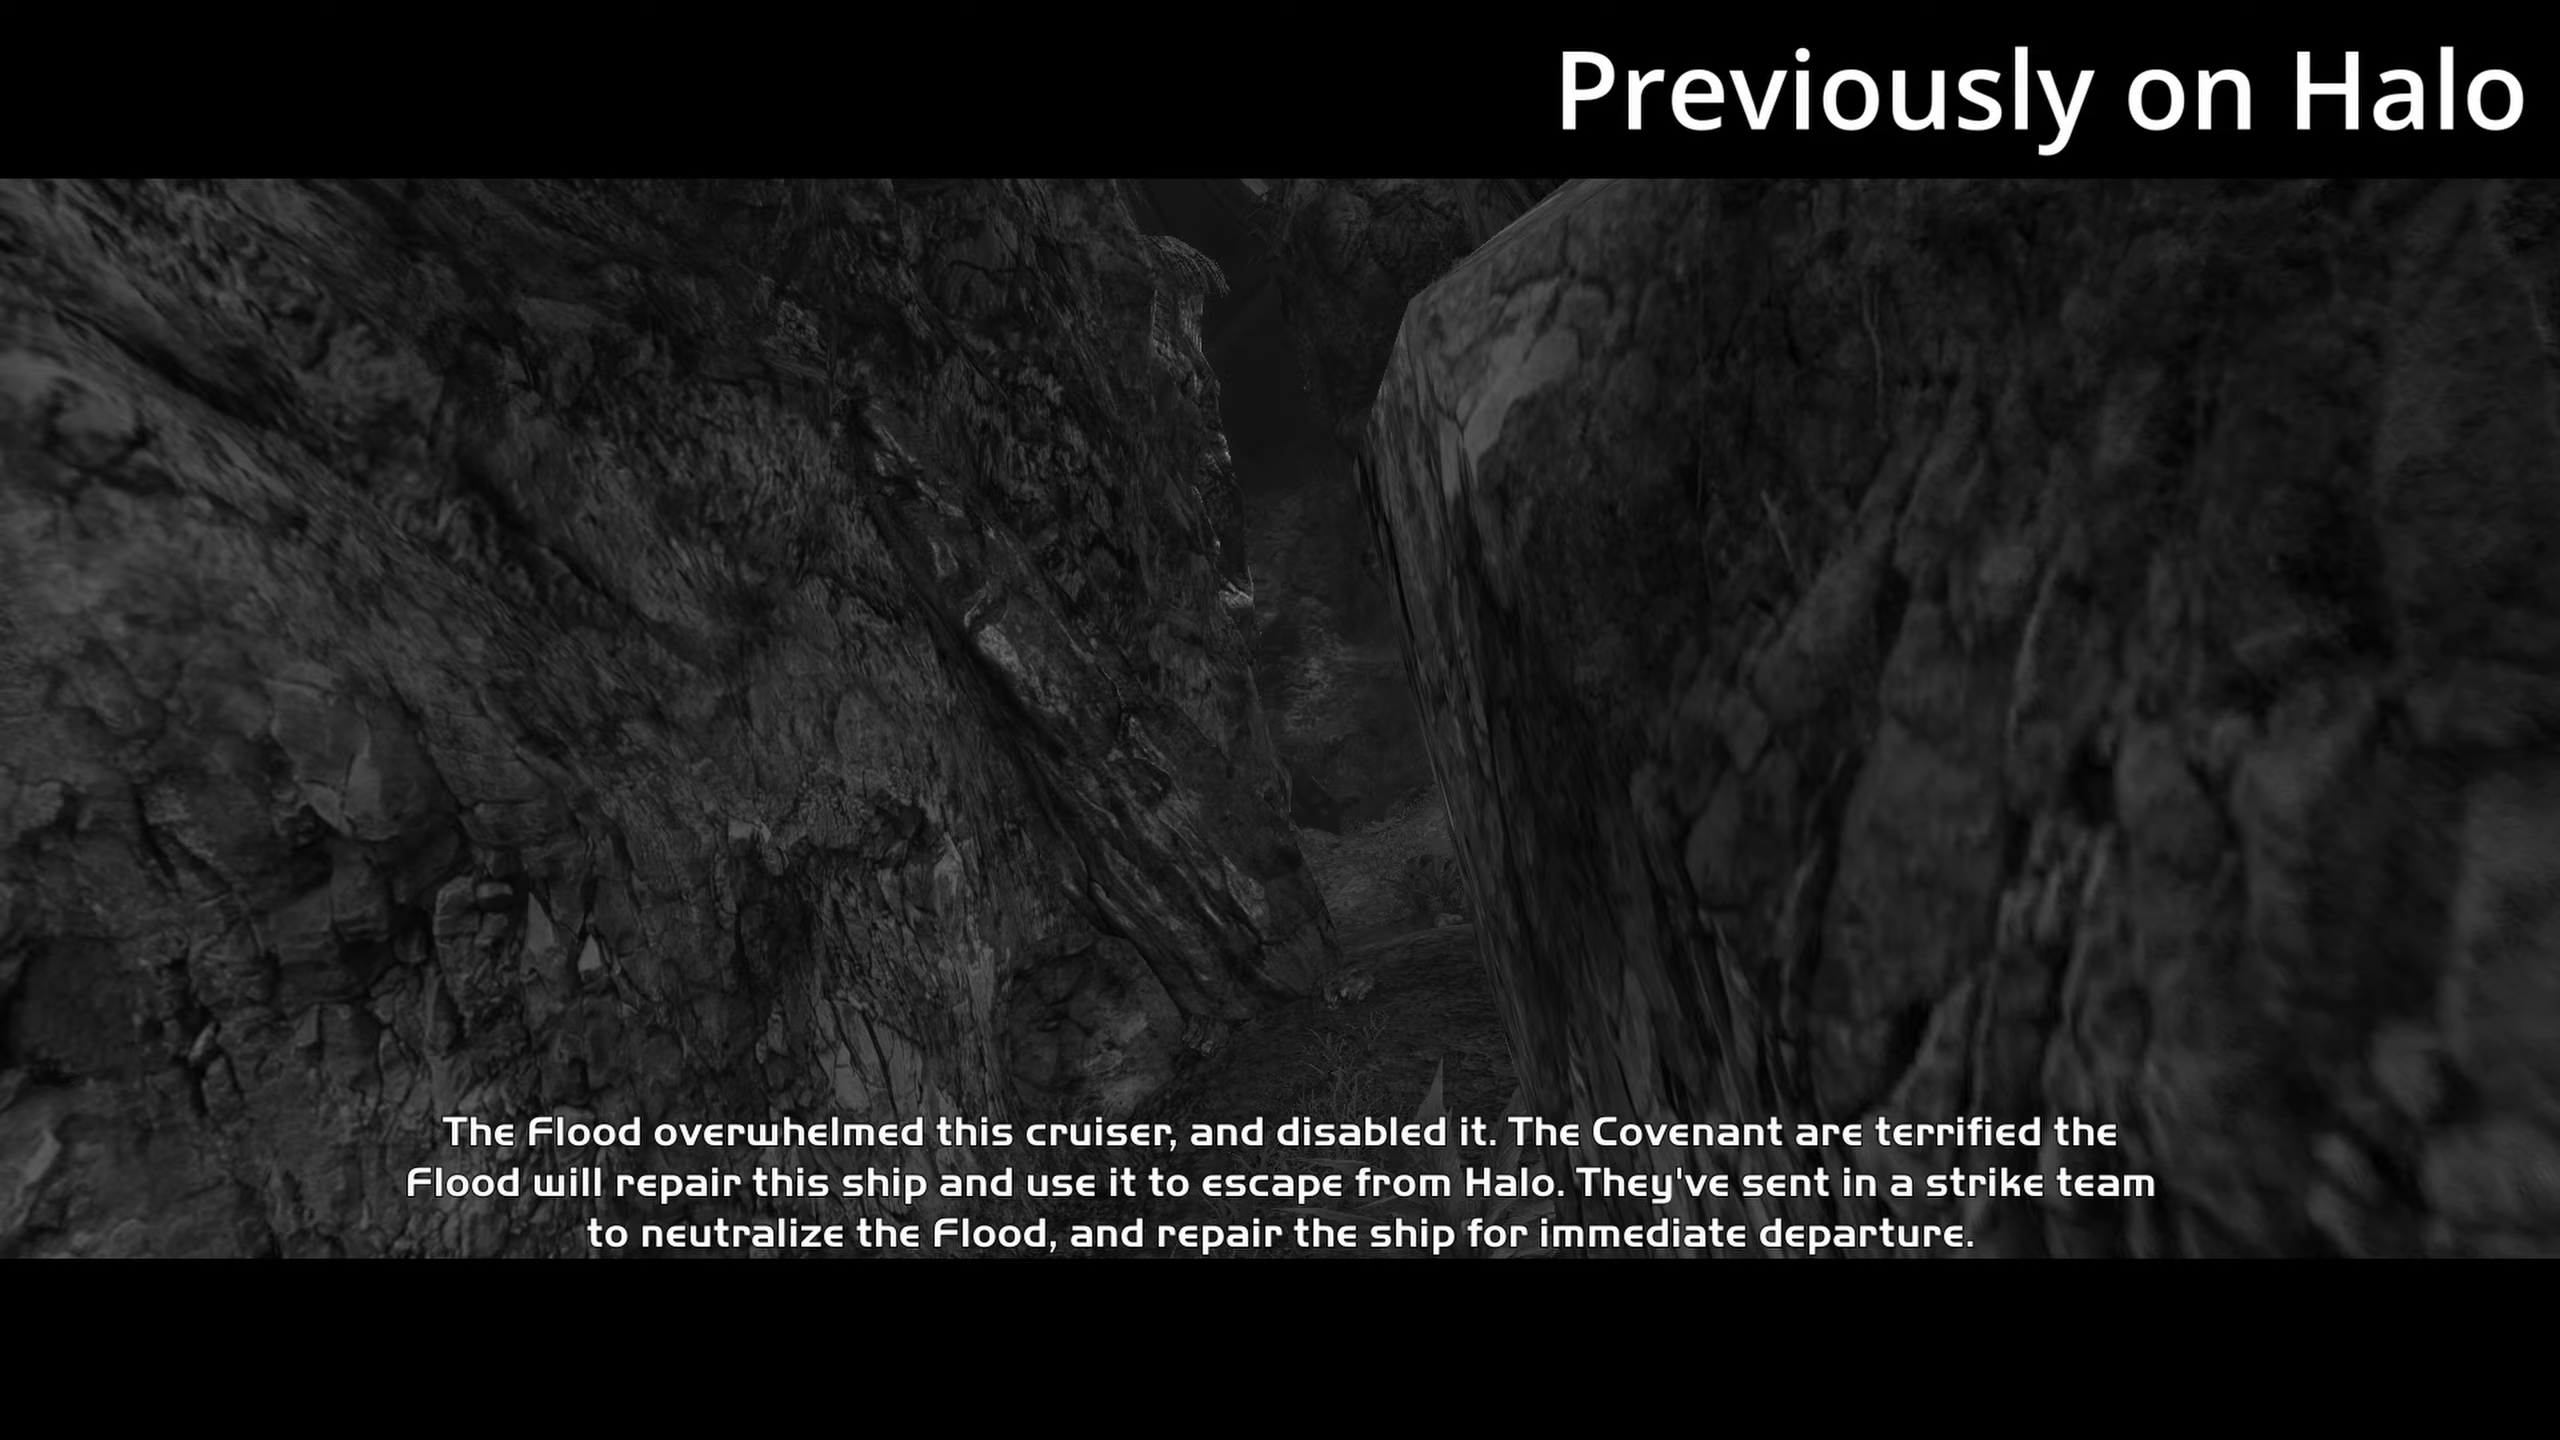 Previously on Halo
The Flood overwhelmed this cruiser, and disabled it. The Covenant are terrified the
Flood will repair this ship and use it to escape from Halo. They've sent in a strike team
to neutralize the Flood, and repair the ship for immediate departure.